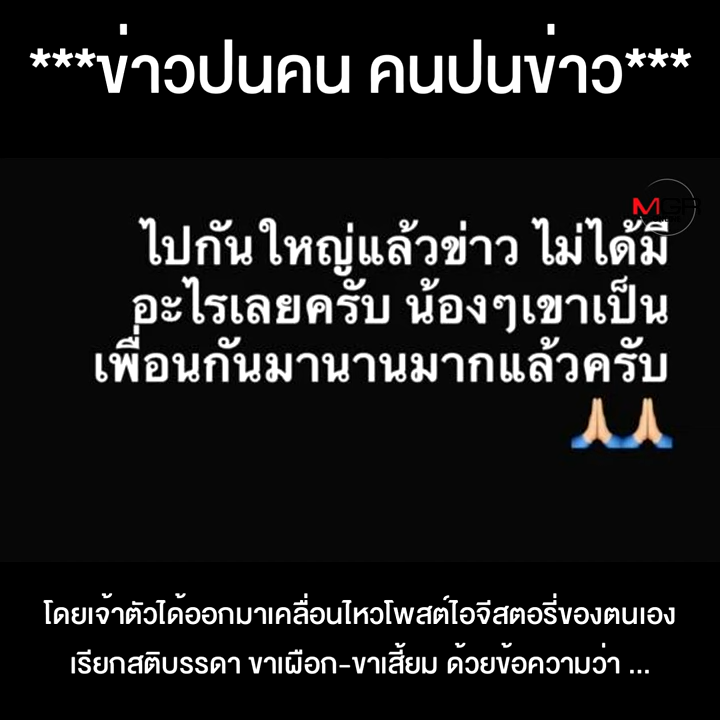 ***ข่าวปนคน คนปนข่าว***
MGR
ไปกันใหญ่แล้วข่าว ไม่ได้มี
อะไรเลยครับ น้องๆเขาเป็น
เพื่อนกันมานานมากแล้วครับ
🙏🏻🙏🏻
โดยเจ้าตัวได้ออกมาเคลื่อนไหวโพสต์ไอจีสตอรี่ของตนเอง
เรียกสติบรรดา ขาเผือก-ขาเสี้ยม ด้วยข้อความว่า ...